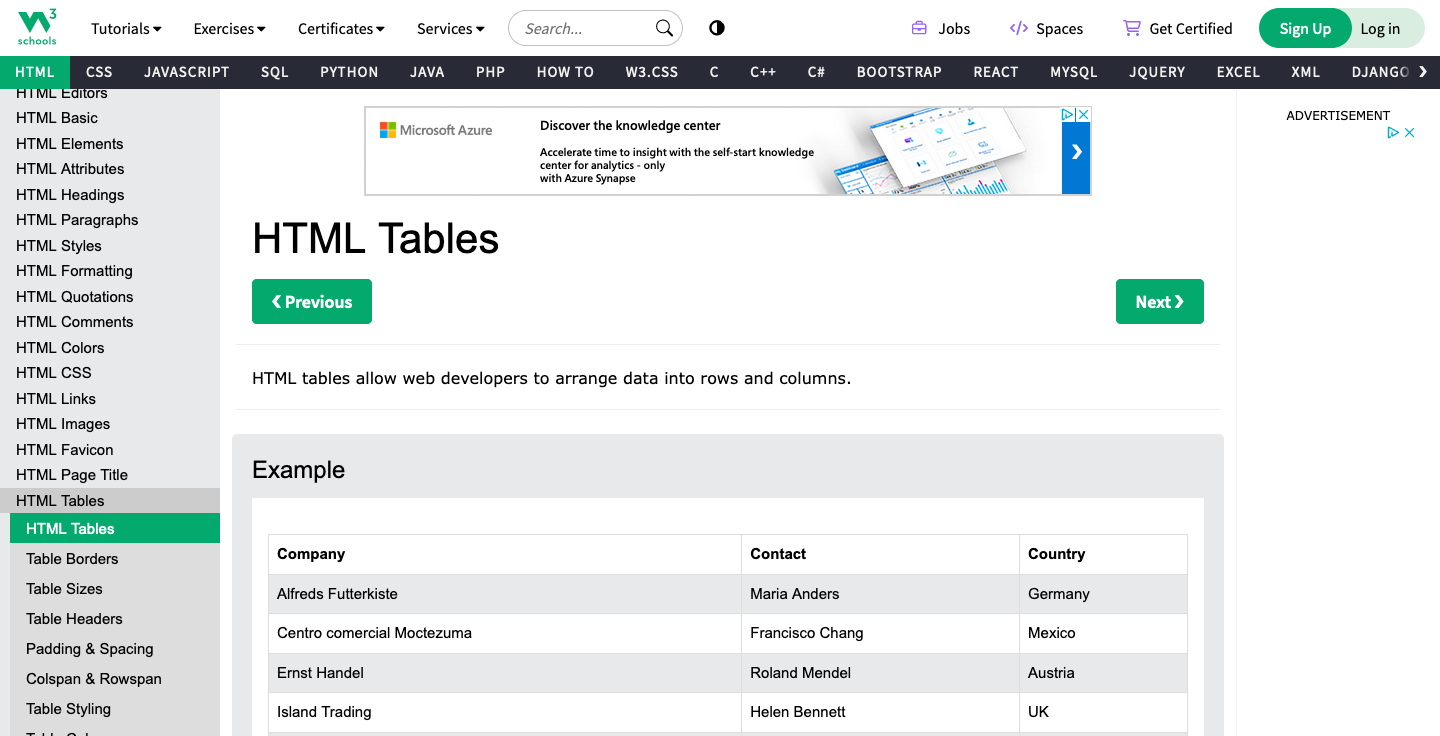 W3
schools
Tutorials
Exercises
Certificates
Services
Search...
Jobs
Spaces
Get Certified
Sign Up
Log in
HTML
CSS
JAVASCRIPT
SQL
PYTHON
JAVA
PHP
HOW TO
W3.CSS
C
C++
C#
BOOTSTRAP
REACT
MYSQL
JQUERY
EXCEL
XML
DJANGO
HTML Editors
HTML Basic
HTML Elements
HTML Attributes
HTML Headings
HTML Paragraphs
HTML Styles
HTML Formatting
HTML Quotations
HTML Comments
HTML Colors
HTML CSS
HTML Links
HTML Images
HTML Favicon
HTML Page Title
HTML Tables
HTML Tables
Table Borders
Table Sizes
Table Headers
Padding & Spacing
Colspan & Rowspan
Table Styling
Microsoft Azure
Discover the knowledge center
Accelerate time to insight with the self-start knowledge
center for analytics - only
with Azure Synapse
HTML Tables
❮ Previous
Next ❯
HTML tables allow web developers to arrange data into rows and columns.
Example
Company Contact Country
Alfreds Futterkiste Maria Anders Germany
Centro comercial Moctezuma Francisco Chang Mexico
Ernst Handel Roland Mendel Austria
Island Trading Helen Bennett UK
ADVERTISEMENT